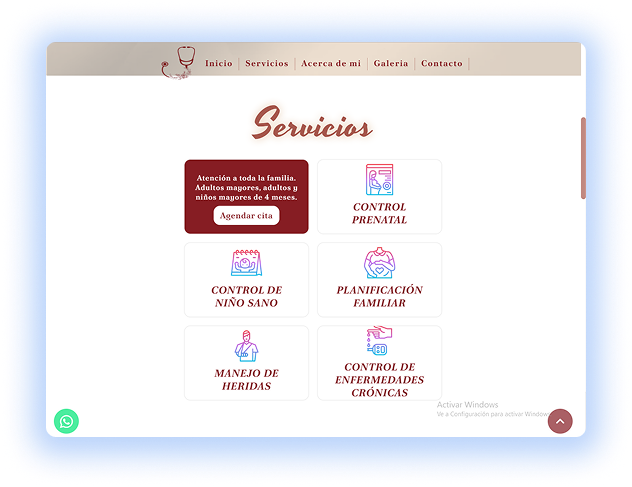 Inicio
Servicios
Acerca de mi
Galeria
Contacto
Servicios
Atención a toda la familia.
Adultos mayores, adultos y
niños mayores de 4 meses.
Agendar cita
CONTROL
PRENATAL
CONTROL DE
NIÑO SANO
PLANIFICACIÓN
FAMILIAR
MANEJO DE
HERIDAS
CONTROL DE
ENFERMEDADES
CRÓNICAS
Activar Windows
Ve a Configuración para activar Windows